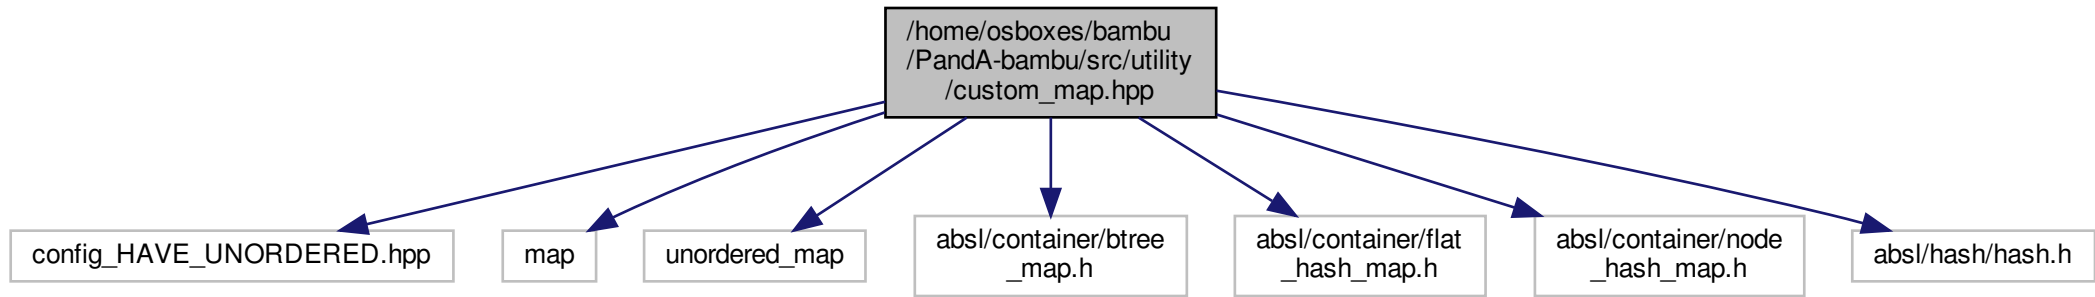 /home/osboxes/bambu
/PandA-bambu/src/utility
/custom_map.hpp
config_HAVE_UNORDERED.hpp
map
unordered_map
absl/container/btree
_map.h
absl/container/flat
_hash_map.h
absl/container/node
_hash_map.h
absl/hash/hash.h